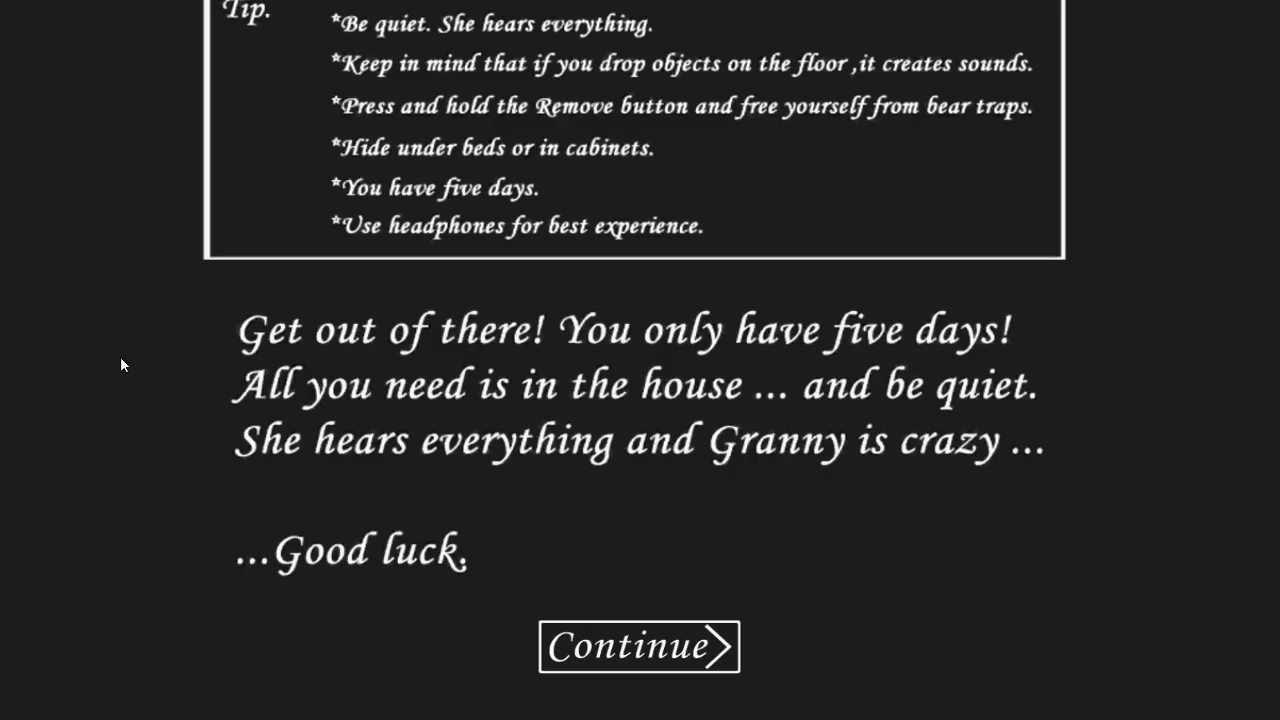 Tip.
*Be quiet. She hears everything.
*Keep in mind that if you drop objects on the floor ,it creates sounds.
*Press and hold the Remove button and free yourself from bear traps.
*Hide under beds or in cabinets.
*You have five days.
*Use headphones for best experience.
Get out of there! You only have five days!
All you need is in the house ... and be quiet.
She hears everything and Granny is crazy ...
...Good luck.
Continue